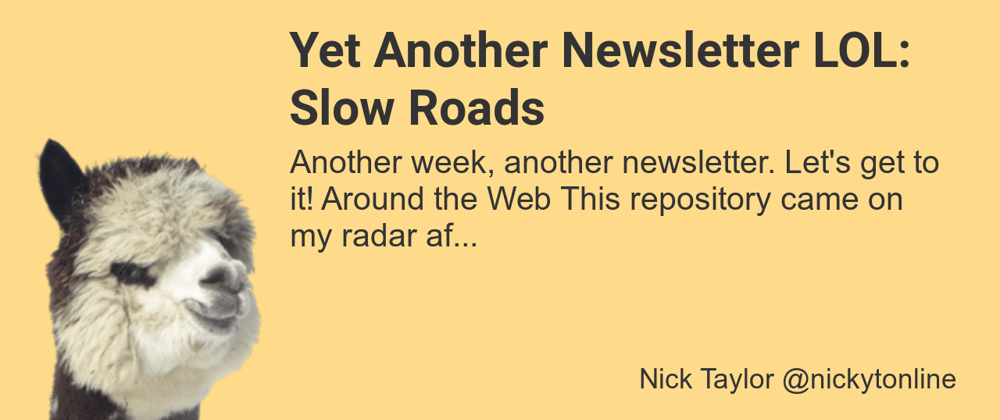 Yet Another Newsletter LOL:
Slow Roads
Another week, another newsletter. Let's get to
it! Around the Web This repository came on
my radar af...
Nick Taylor @nickytonline